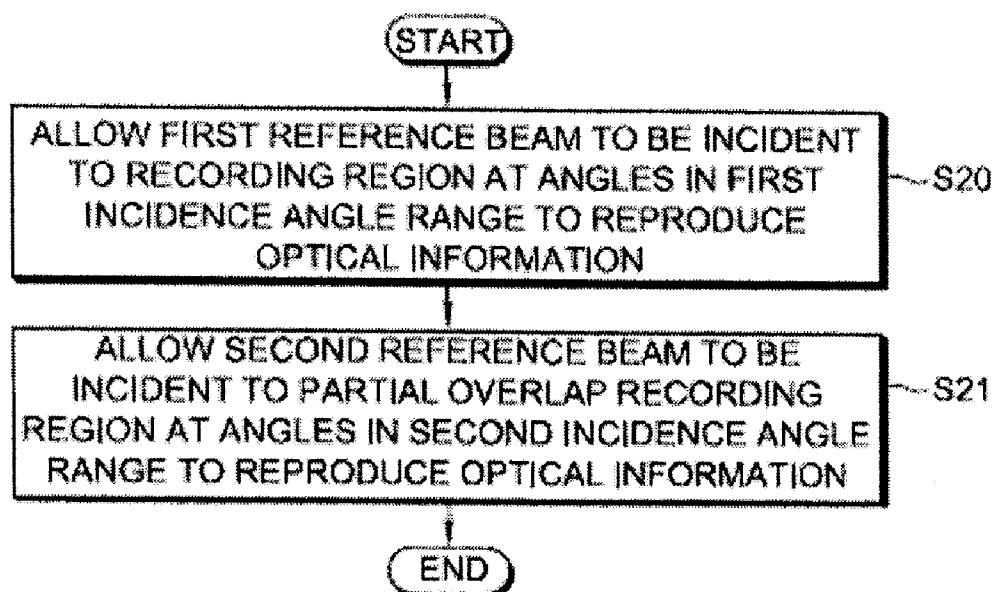 START
ALLOW FIRST REFERENCE BEAM TO BE INCIDENT
TO RECORDING REGION AT ANGLES IN FIRST
INCIDENCE ANGLE RANGE TO REPRODUCE
OPTICAL INFORMATION
S20
ALLOW SECOND REFERENCE BEAM TO BE
INCIDENT TO PARTIAL OVERLAP RECORDING
REGION AT ANGLES IN SECOND INCIDENCE ANGLE
RANGE TO REPRODUCE OPTICAL INFORMATION
S21
END